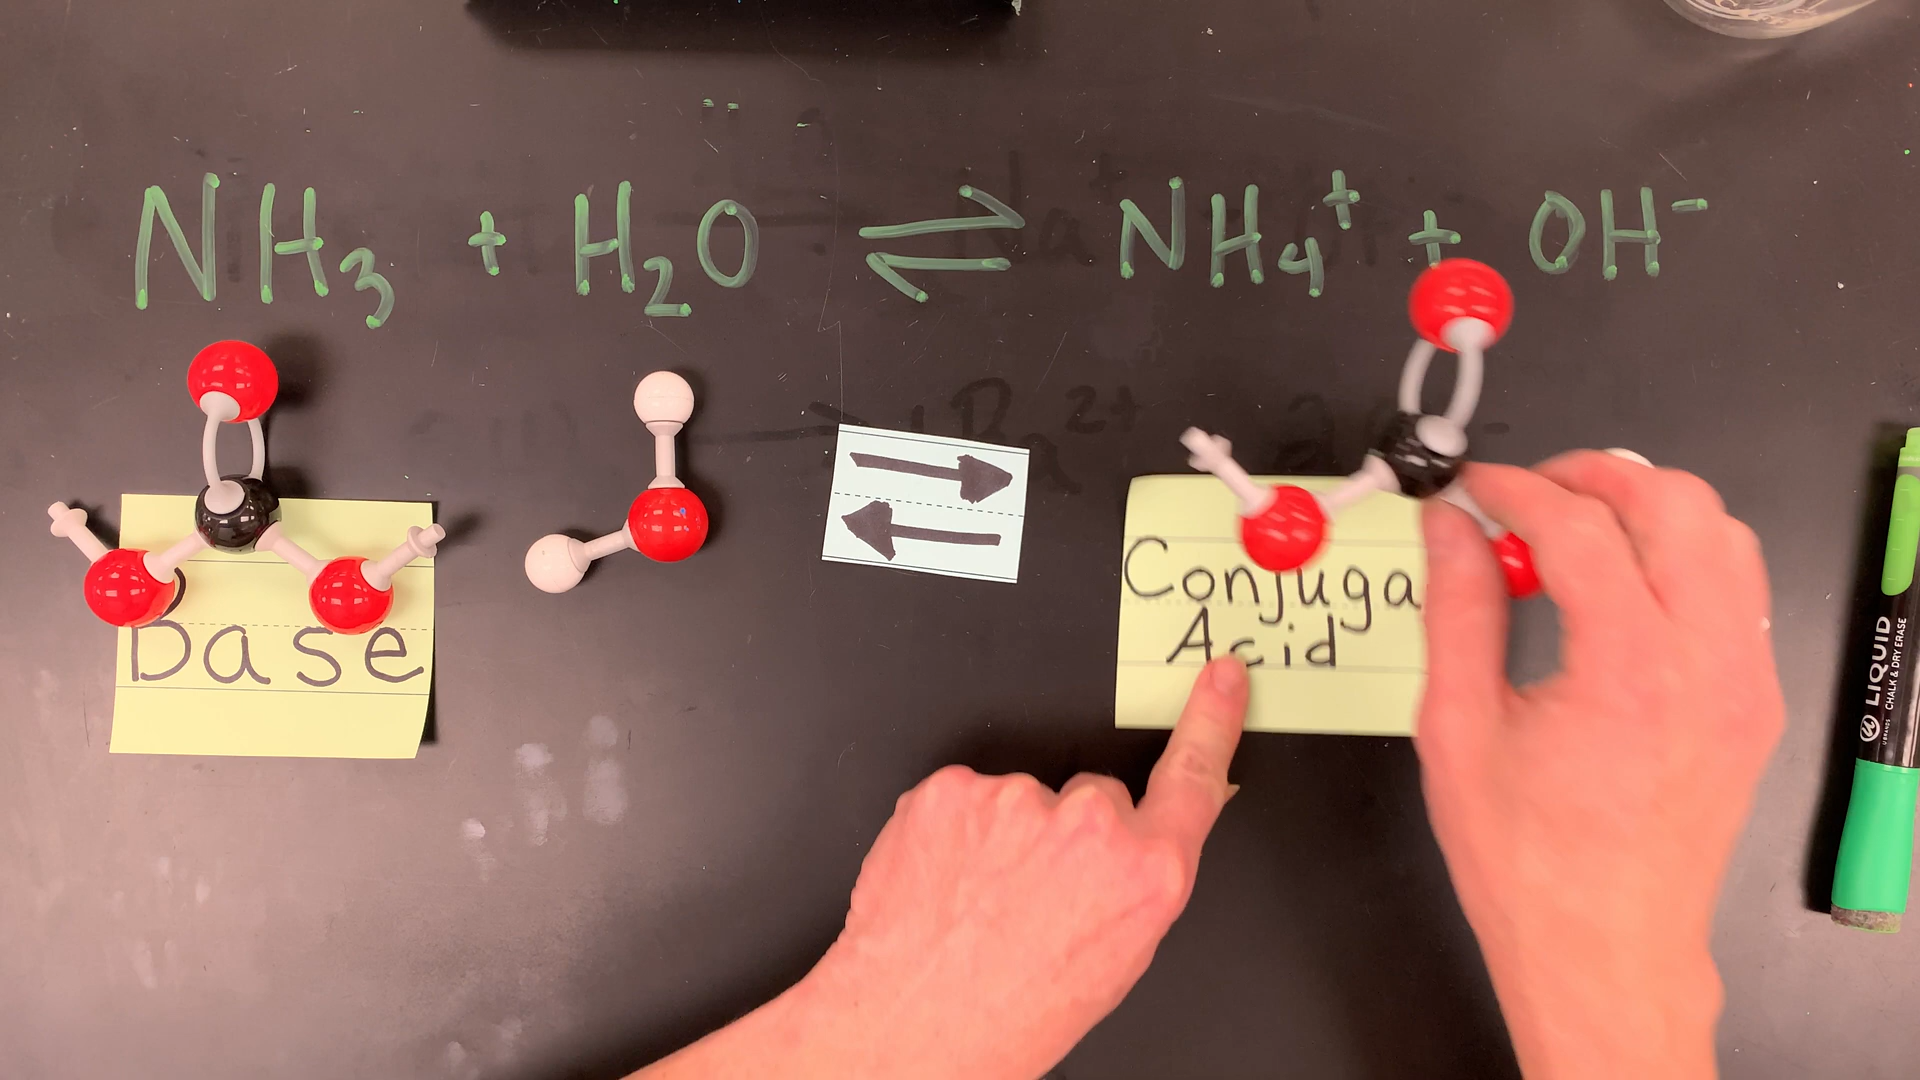 NH₃ + H₂O ⇌ NH₄⁺ + OH⁻
Base
Conjuga
Acid
LIQUID
CHALK & DRY ERASE